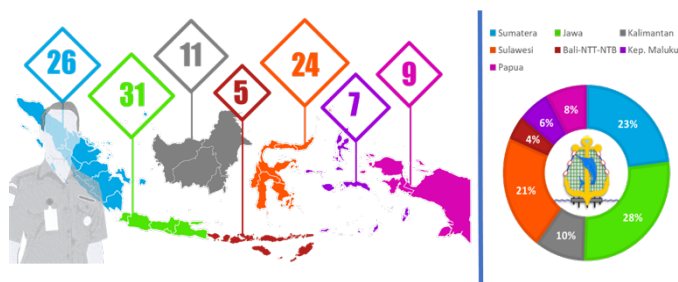 26
31
11
5
24
7
9
Sumatera
Jawa
Kalimantan
Sulawesi
Bali-NTT-NTB
Kep. Maluku
Papua
8%
23%
6%
4%
21%
28%
10%